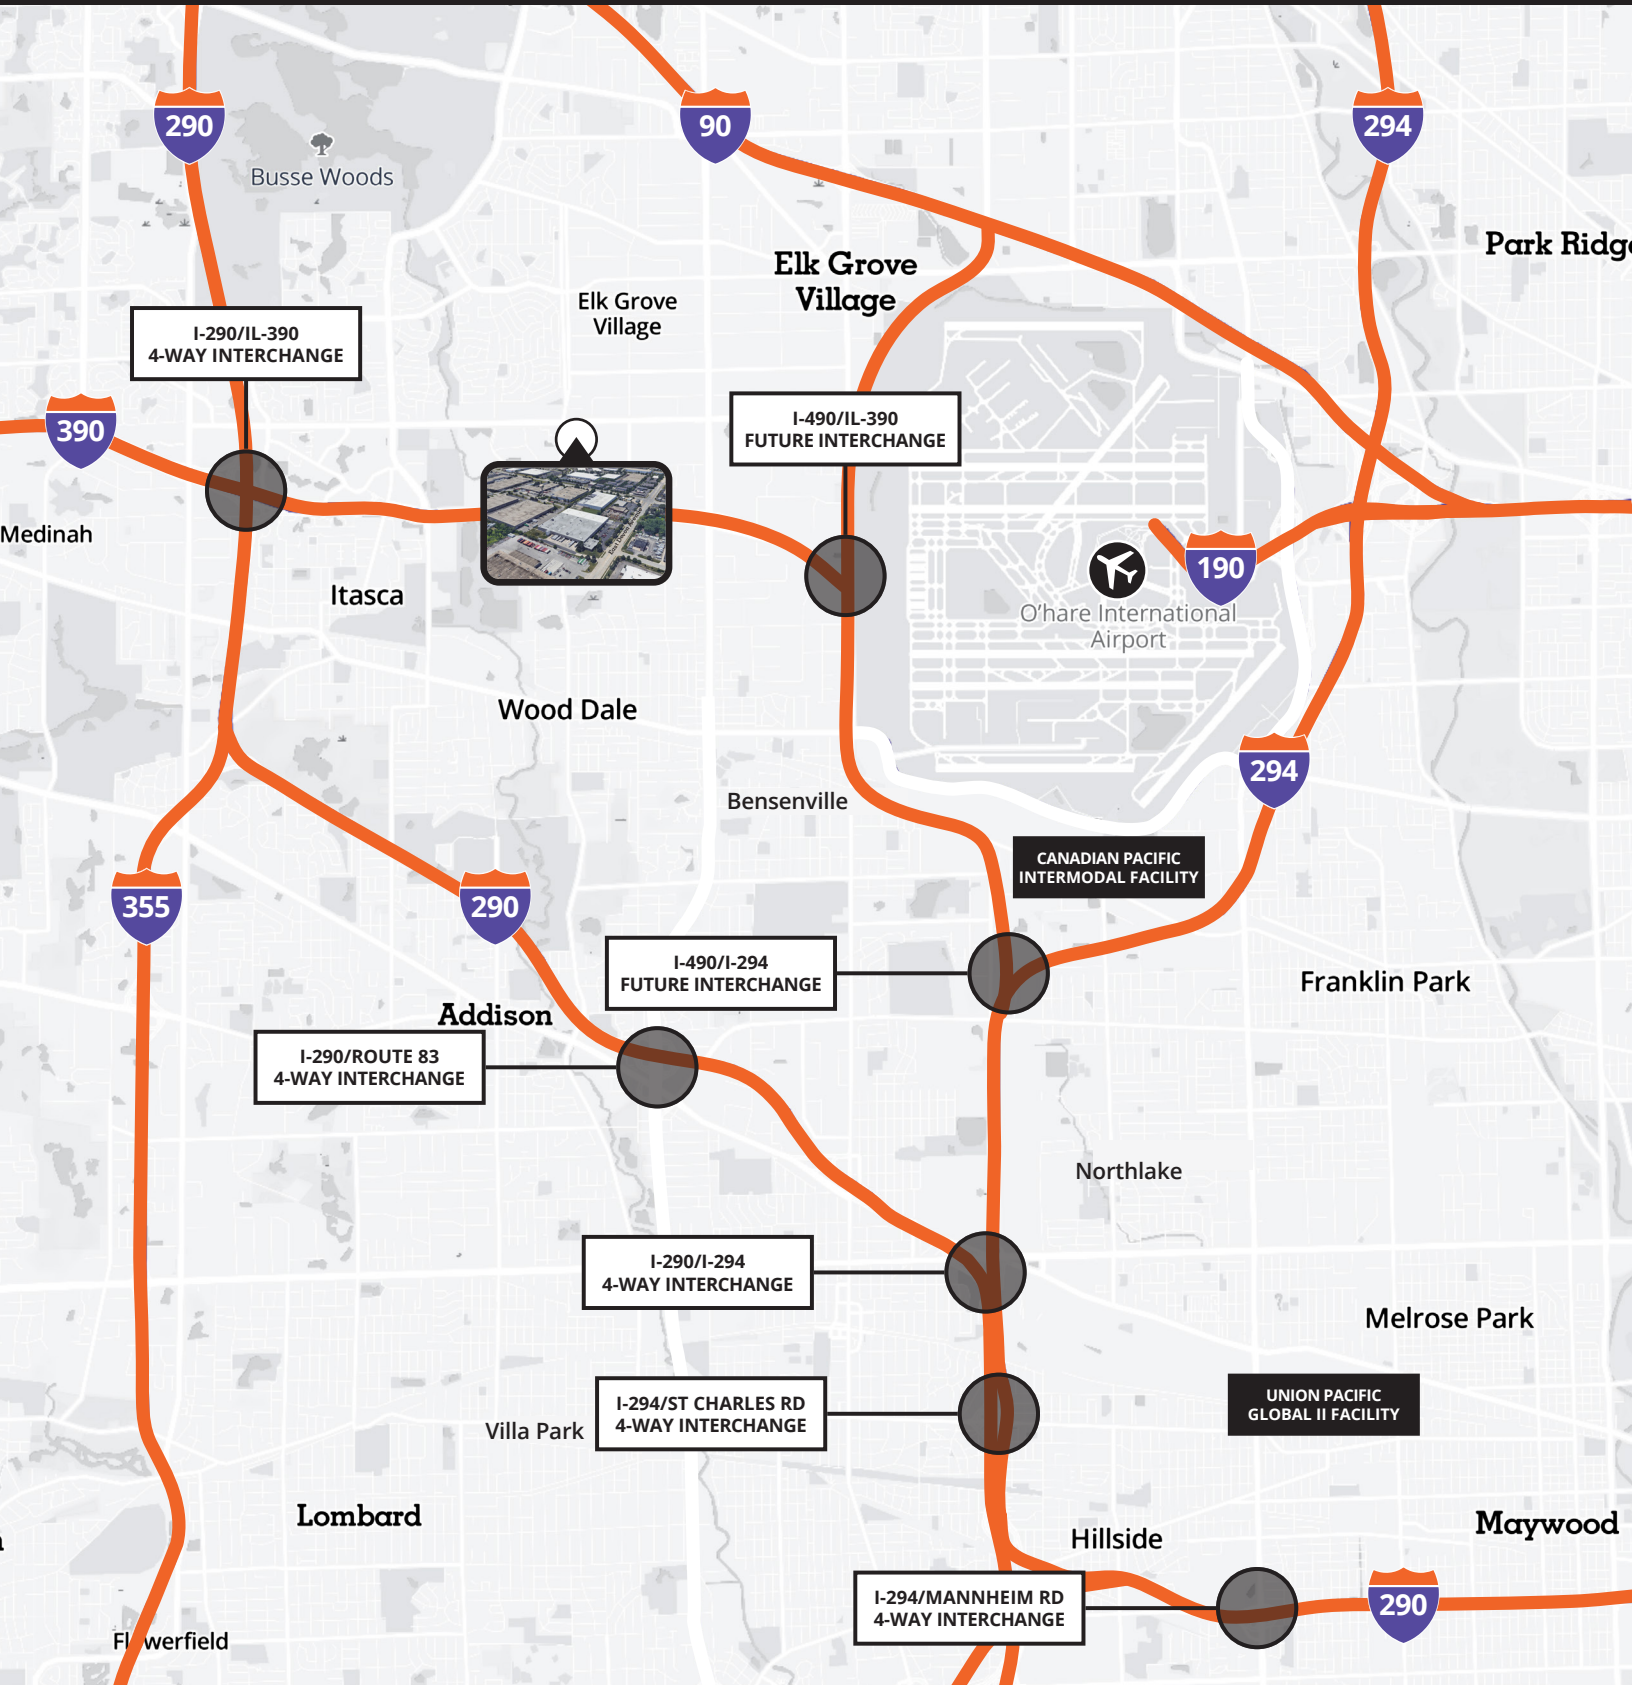 290
90
294
Busse Woods
Park Ridge
Elk Grove
Village
Elk Grove
Village
I-290/IL-390
4-WAY INTERCHANGE
390
I-490/IL-390
FUTURE INTERCHANGE
Medinah
190
O'hare International
Airport
Itasca
Wood Dale
294
Bensenville
CANADIAN PACIFIC
INTERMODAL FACILITY
355
290
I-490/I-294
FUTURE INTERCHANGE
Franklin Park
Addison
I-290/ROUTE 83
4-WAY INTERCHANGE
Northlake
I-290/I-294
4-WAY INTERCHANGE
Melrose Park
I-294/ST CHARLES RD
4-WAY INTERCHANGE
Villa Park
UNION PACIFIC
GLOBAL II FACILITY
Lombard
Maywood
Hillside
I-294/MANNHEIM RD
4-WAY INTERCHANGE
290
Flowerfield